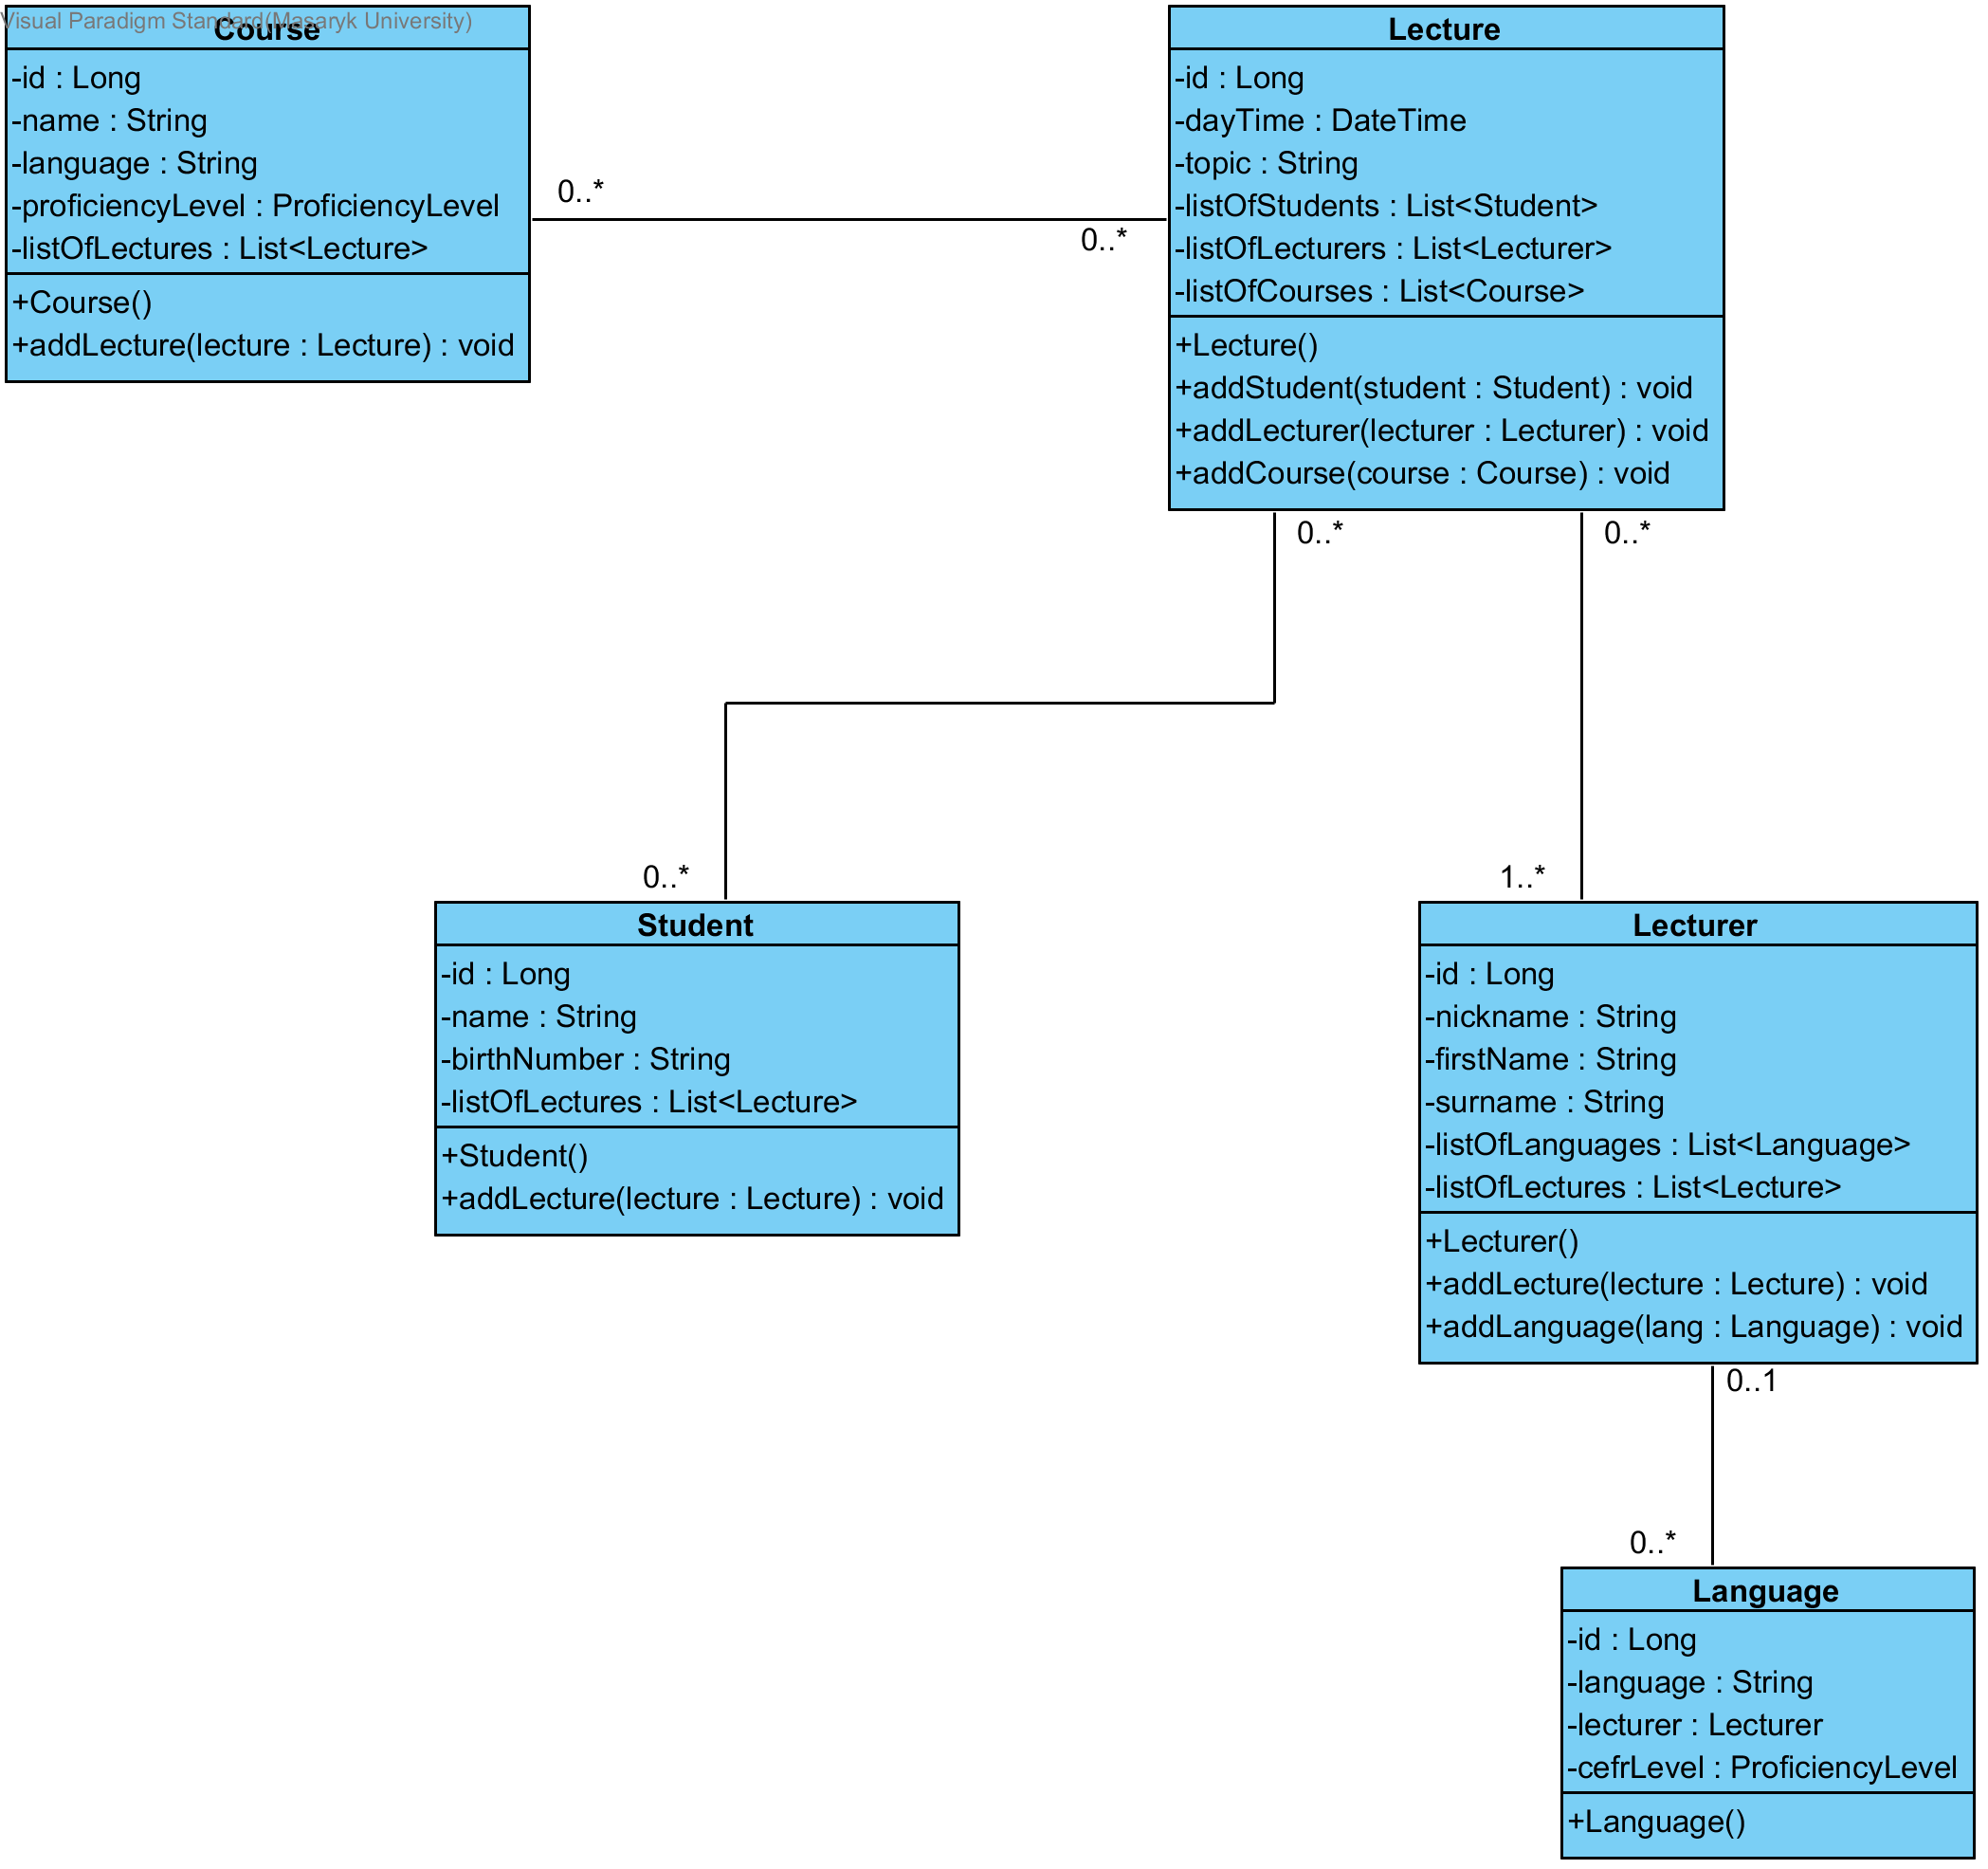 Visual Paradigm Standard(Masaryk University)
Course
-id : Long
-name : String
-language : String
-proficiencyLevel : ProficiencyLevel
-listOfLectures : List<Lecture>
+Course()
+addLecture(lecture : Lecture) : void
0..*
0..*
Lecture
-id : Long
-dayTime : DateTime
-topic : String
-listOfStudents : List<Student>
-listOfLecturers : List<Lecturer>
-listOfCourses : List<Course>
+Lecture()
+addStudent(student : Student) : void
+addLecturer(lecturer : Lecturer) : void
+addCourse(course : Course) : void
0..*
0..*
0..*
1..*
Student
-id : Long
-name : String
-birthNumber : String
-listOfLectures : List<Lecture>
+Student()
+addLecture(lecture : Lecture) : void
Lecturer
-id : Long
-nickname : String
-firstName : String
-surname : String
-listOfLanguages : List<Language>
-listOfLectures : List<Lecture>
+Lecturer()
+addLecture(lecture : Lecture) : void
+addLanguage(lang : Language) : void
0..1
0..*
Language
-id : Long
-language : String
-lecturer : Lecturer
-cefrLevel : ProficiencyLevel
+Language()